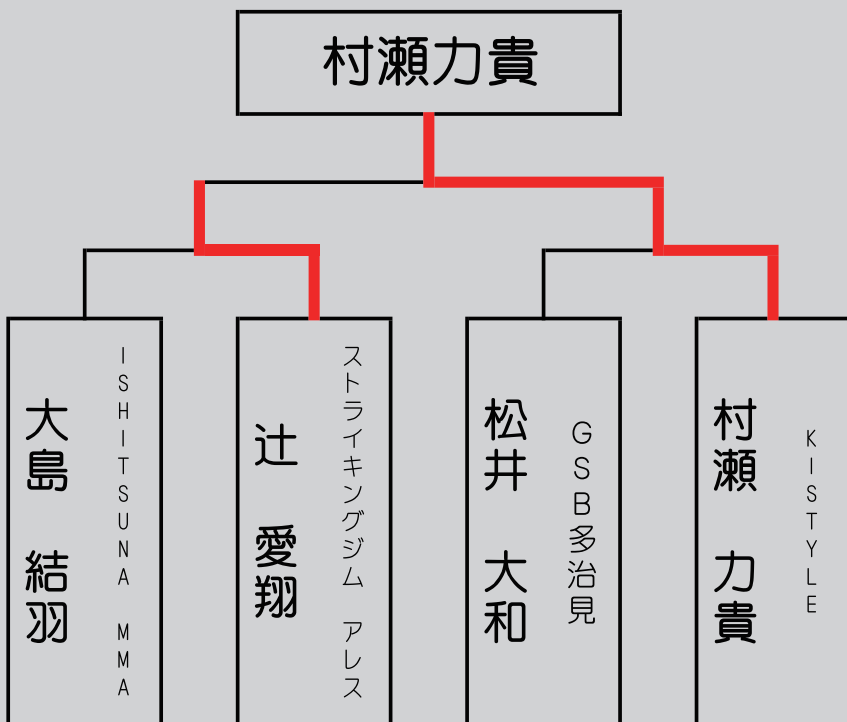 村瀬力貴
大島 結羽
ISHITSUNA MMA
辻 愛翔
ストライキングジム アレス
松井 大和
GSB多治見
村瀬 力貴
KISTYLE